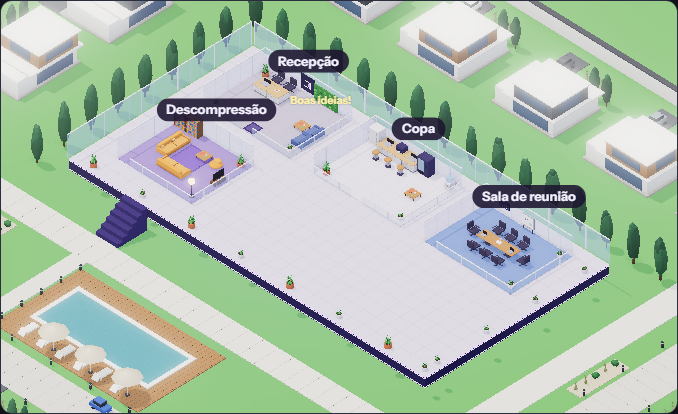 Recepção
Boas ideias!
Descompressão
Copa
Sala de reunião